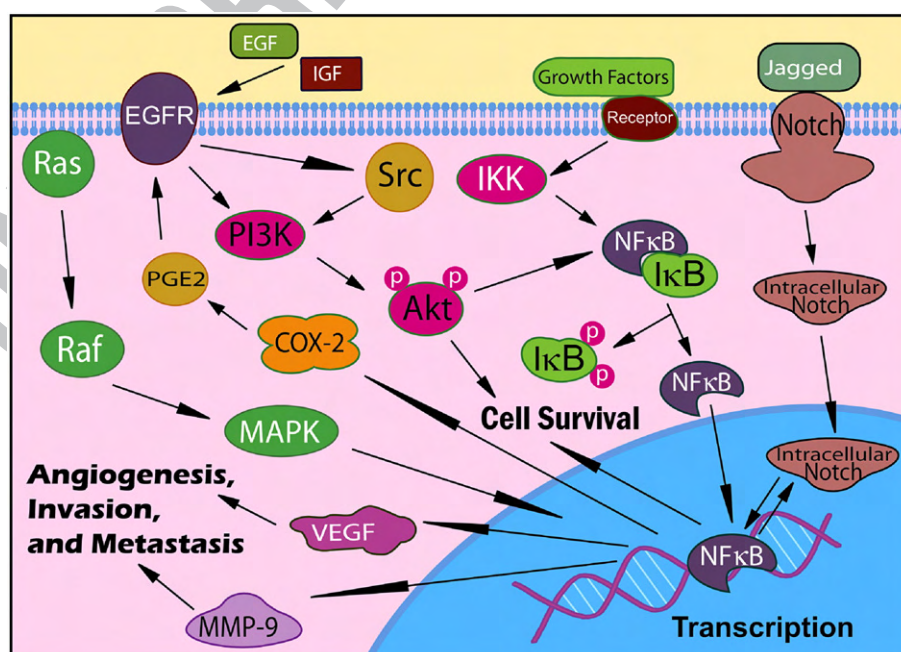 EGF
IGF
EGFR
Growth Factors
Receptor
Jagged
Notch
Ras
Src
IKK
PI3K
NFκB
IκB
PGE2
p
p
Akt
Intracellular
Notch
Raf
COX-2
IκB
p
p
NFκB
MAPK
Cell Survival
Intracellular
Notch
Angiogenesis,
Invasion,
and Metastasis
VEGF
NFκB
MMP-9
Transcription